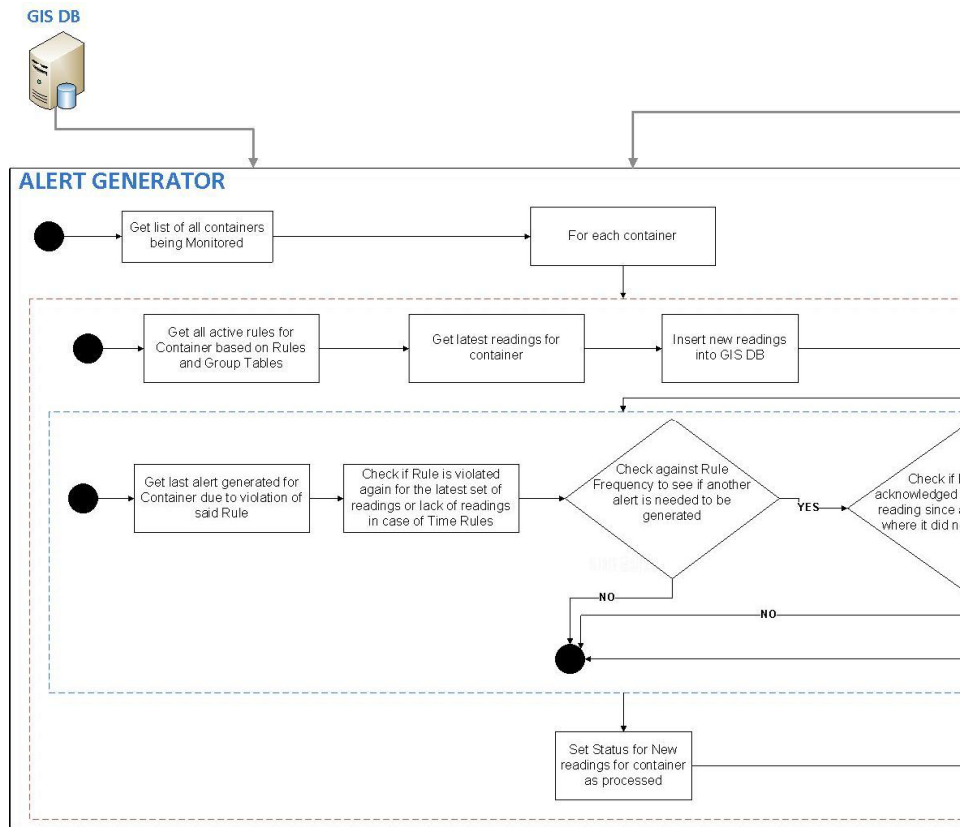 GIS DB
ALERT GENERATOR
Get list of all containers
being Monitored
For each container
Get all active rules for
Container based on Rules
and Group Tables
Get latest readings for
container
Insert new readings
into GIS DB
Get last alert generated for
Container due to violation of
said Rule
Check if Rule is violated
again for the latest set of
readings or lack of readings
in case of Time Rules
Check against Rule
Frequency to see if another
alert is needed to be
generated
YES
Check if
acknowledged
reading since
where it did
NO
NO
Set Status for New
readings for container
as processed